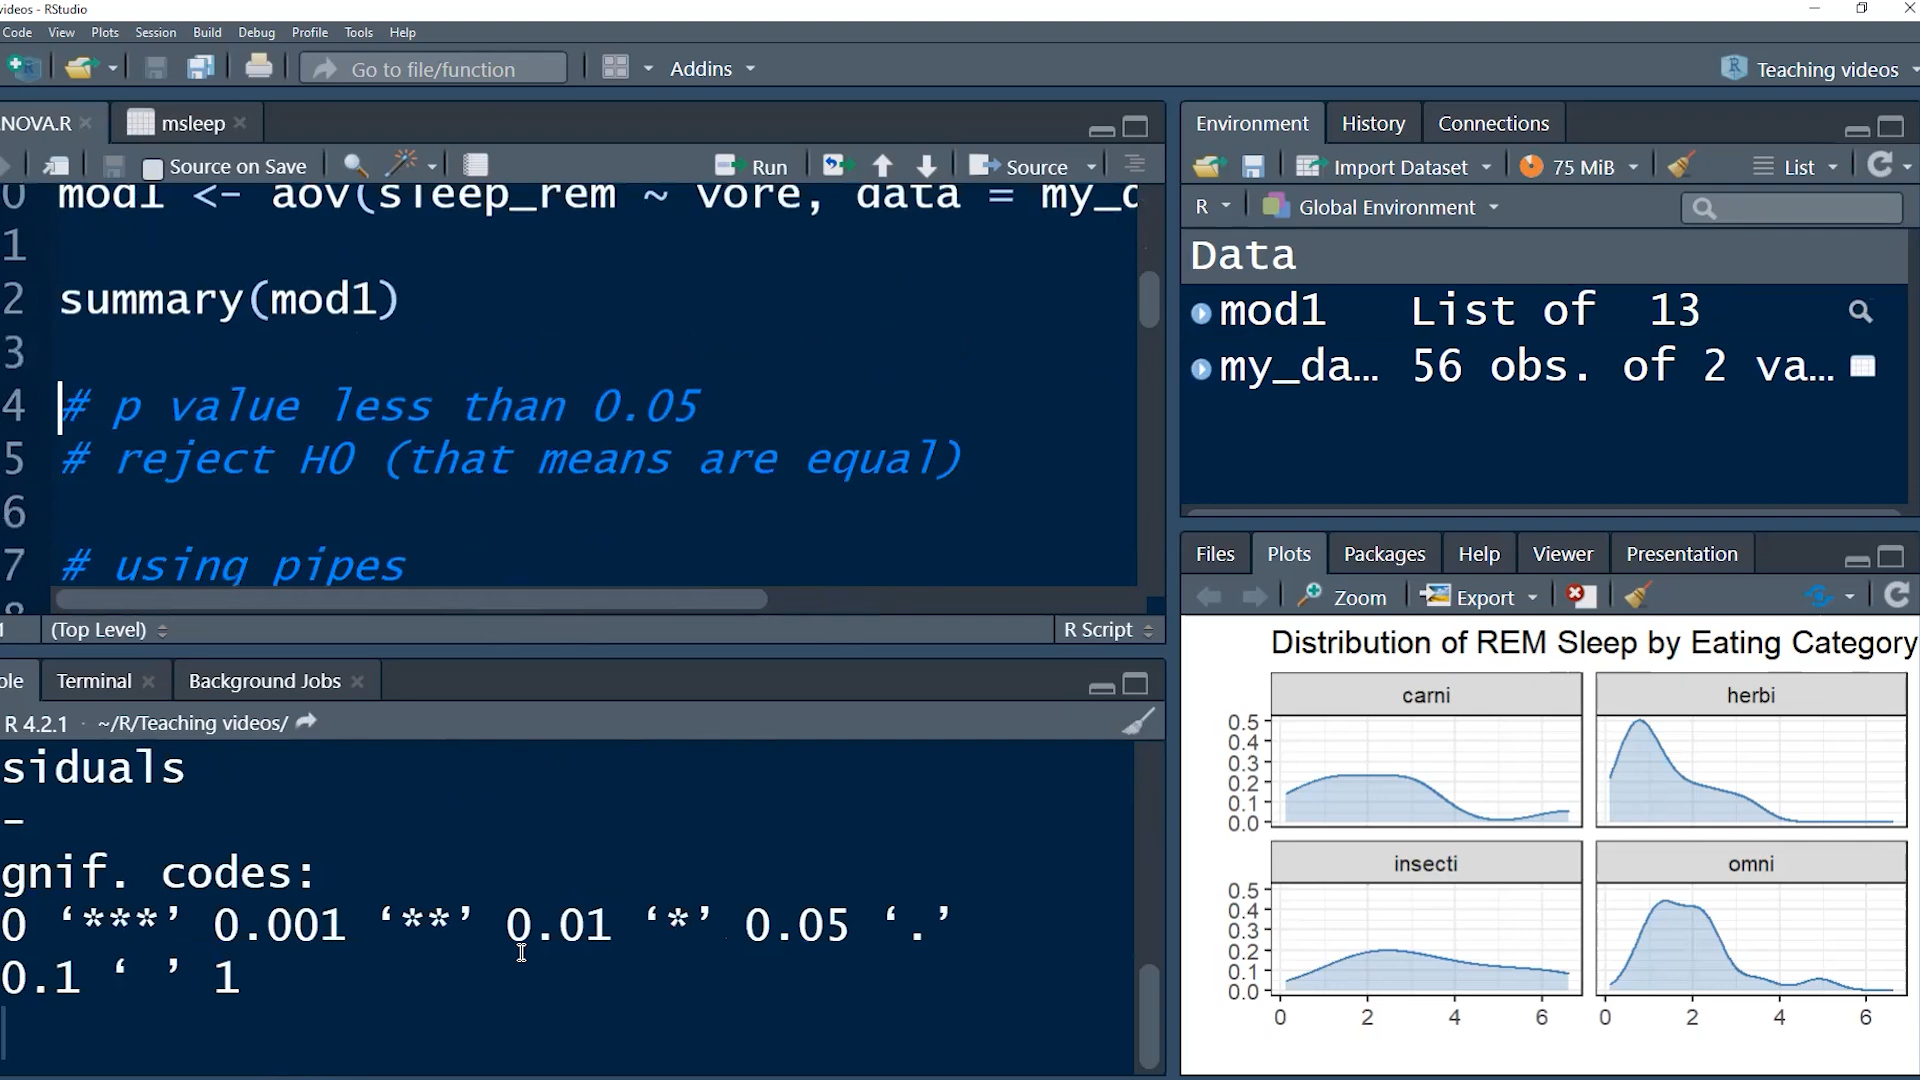 videos - RStudio
Code View Plots Session Build Debug Profile Tools Help
Go to file/function Addins Teaching videos
NOVA.R msleep
Source on Save Run Source
0 mod1 <- aov(sleep_rem ~ vore, data = my_d
1
2 summary(mod1)
3
4 # p value less than 0.05
5 # reject H0 (that means are equal)
6
7 # using pipes
8
1 (Top Level) R Script
ole Terminal Background Jobs
R 4.2.1 · ~/R/Teaching videos/
siduals
-
gnif. codes:
0 ‘***’ 0.001 ‘**’ 0.01 ‘*’ 0.05 ‘.’
0.1 ‘ ’ 1
Environment History Connections
Import Dataset 75 MiB List
R Global Environment
Data
mod1 List of 13
my_da... 56 obs. of 2 va...
Files Plots Packages Help Viewer Presentation
Zoom Export
Distribution of REM Sleep by Eating Category
carni herbi
0.5
0.4
0.3
0.2
0.1
0.0
insecti omni
0.5
0.4
0.3
0.2
0.1
0.0
0 2 4 6 0 2 4 6